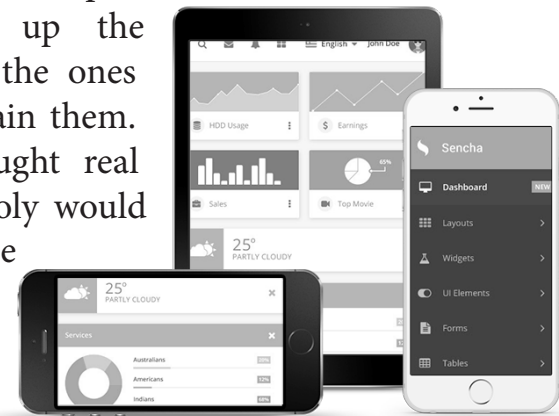 up the
the ones
ain them.
ught real
oly would
e
English
John Doe
HDD Usage
$ Earnings
Sales
65%
Top Movie
25°
PARTLY CLOUDY
Sencha
Dashboard
NEW
Layouts
Widgets
UI Elements
Forms
Tables
25°
PARTLY CLOUDY
Services
Australians
Americans
Indians